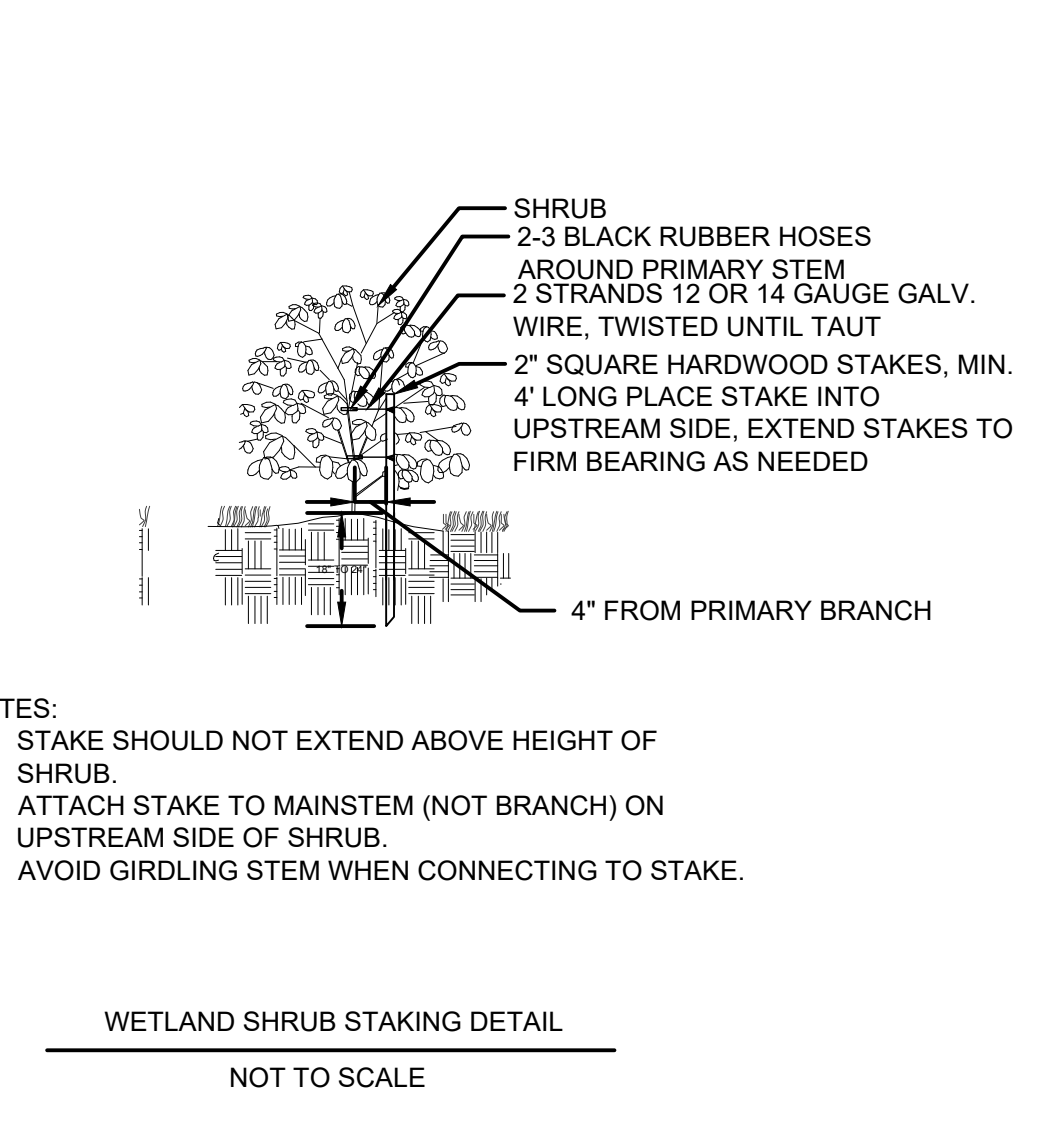 SHRUB
2-3 BLACK RUBBER HOSES
AROUND PRIMARY STEM
2 STRANDS 12 OR 14 GAUGE GALV.
WIRE, TWISTED UNTIL TAUT
2" SQUARE HARDWOOD STAKES, MIN.
4' LONG PLACE STAKE INTO
UPSTREAM SIDE, EXTEND STAKES TO
FIRM BEARING AS NEEDED
18" TO 24"
4" FROM PRIMARY BRANCH
TES:
STAKE SHOULD NOT EXTEND ABOVE HEIGHT OF
SHRUB.
ATTACH STAKE TO MAINSTEM (NOT BRANCH) ON
UPSTREAM SIDE OF SHRUB.
AVOID GIRDLING STEM WHEN CONNECTING TO STAKE.
WETLAND SHRUB STAKING DETAIL
NOT TO SCALE